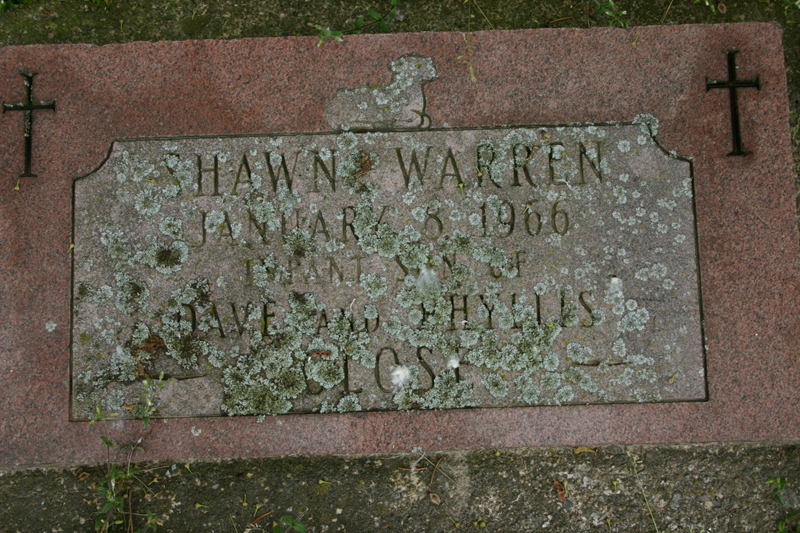 SHAWN WARREN
JANUARY 8, 1966
INFANT SON OF
DAVE AND PHYLLIS
CLOSE